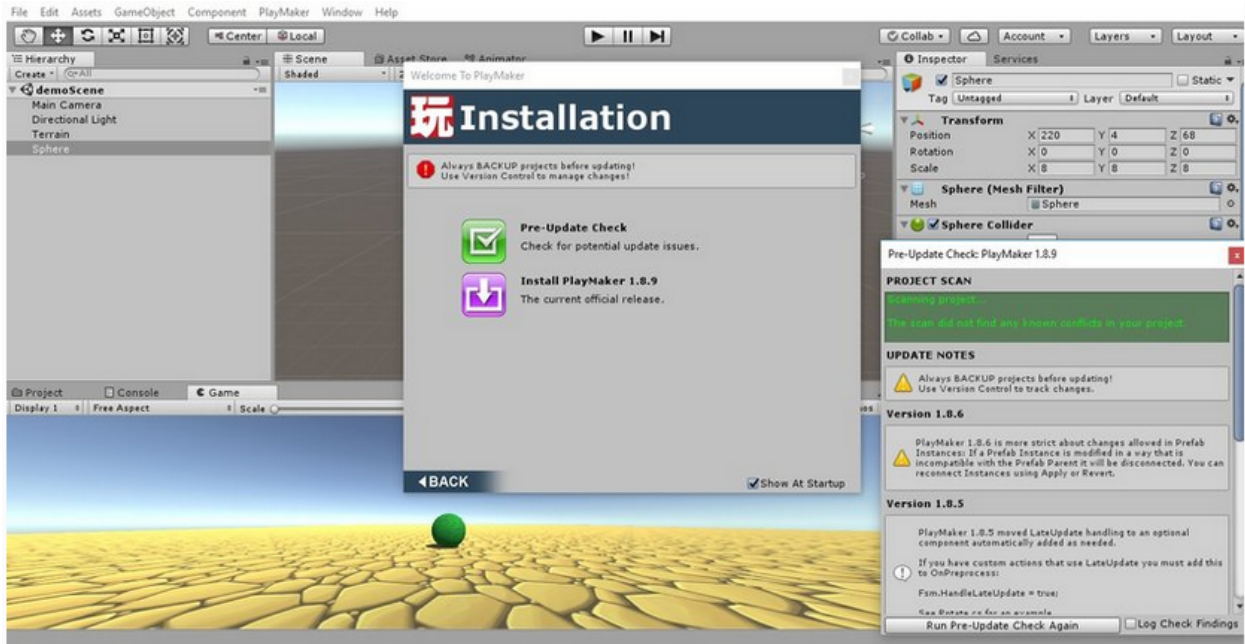 File Edit Assets GameObject Component PlayMaker Window Help
Center Local
Collab Account Layers Layout
Hierarchy
Create All
demoScene
Main Camera
Directional Light
Terrain
Sphere
Scene Asset Store Animator
Shaded
Welcome To PlayMaker
玩 Installation
Always BACKUP projects before updating!
Use Version Control to manage changes!
Pre-Update Check
Check for potential update issues.
Install PlayMaker 1.8.9
The current official release.
BACK
Show At Startup
Inspector Services
Sphere Static
Tag Untagged Layer Default
Transform
Position X 220 Y 4 Z 68
Rotation X 0 Y 0 Z 0
Scale X 8 Y 8 Z 8
Sphere (Mesh Filter)
Mesh Sphere
Sphere Collider
Pre-Update Check: PlayMaker 1.8.9 x
PROJECT SCAN
Scanning project...
The scan did not find any known conflicts in your project.
UPDATE NOTES
Always BACKUP projects before updating!
Use Version Control to track changes.
Version 1.8.6
PlayMaker 1.8.6 is more strict about changes allowed in Prefab
Instances: If a Prefab Instance is modified in a way that is
incompatible with the Prefab Parent it will be disconnected. You can
reconnect Instances using Apply or Revert.
Version 1.8.5
PlayMaker 1.8.5 moved LateUpdate handling to an optional
component automatically added as needed.
If you have custom actions that use LateUpdate you must add this
to OnPreprocess:
Fsm.HandleLateUpdate = true;
See Rotate.cs for an example
Run Pre-Update Check Again Log Check Findings
Project Console Game
Display 1 Free Aspect Scale